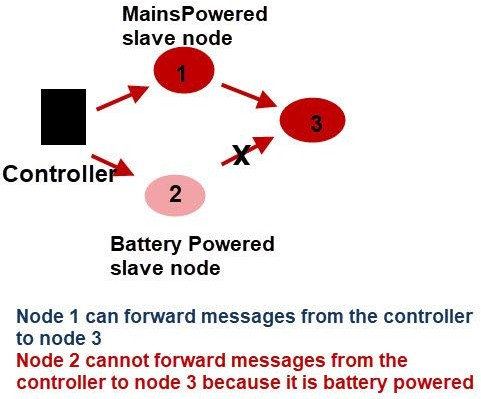 MainsPowered
slave node
1
3
X
Controller
2
Battery Powered
slave node
Node 1 can forward messages from the controller
to node 3
Node 2 cannot forward messages from the
controller to node 3 because it is battery powered